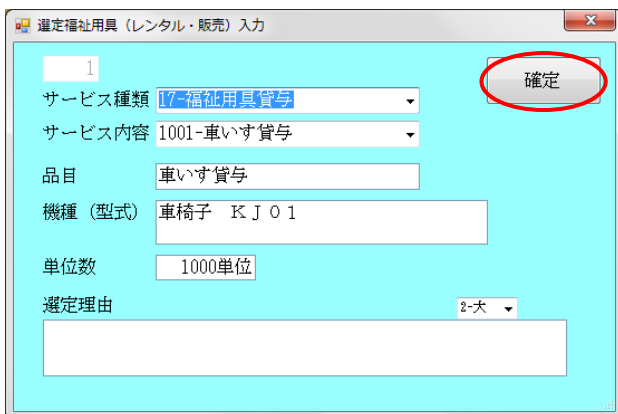 選定福祉用具（レンタル・販売）入力
1
確定
サービス種類 17-福祉用具貸与
サービス内容 1001-車いす貸与
品目 車いす貸与
機種（型式） 車椅子　ＫＪ０１
単位数 1000単位
選定理由 2-大